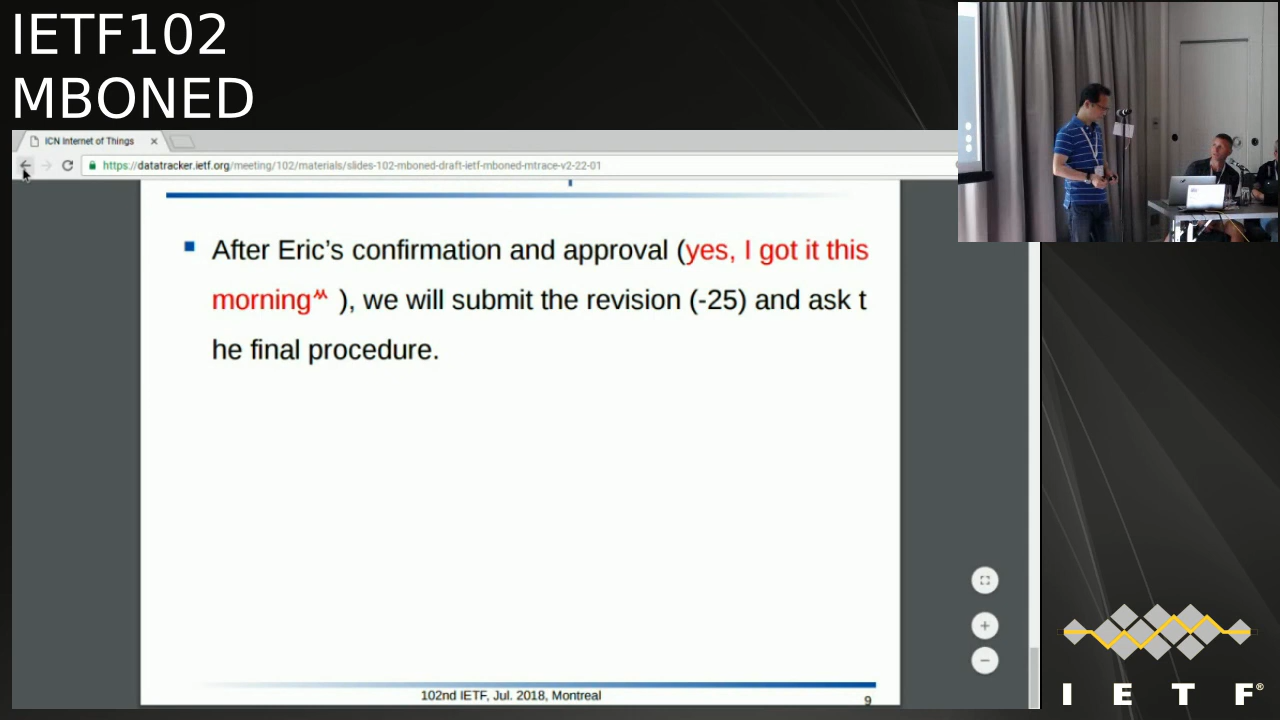 IETF102
MBONED
ICN Internet of Things
https://datatracker.ietf.org/meeting/102/materials/slides-102-mboned-draft-ietf-mboned-mtrace-v2-22-01
After Eric’s confirmation and approval (yes, I got it this
morning^^ ), we will submit the revision (-25) and ask t
he final procedure.
102nd IETF, Jul. 2018, Montreal
9
I E T F®